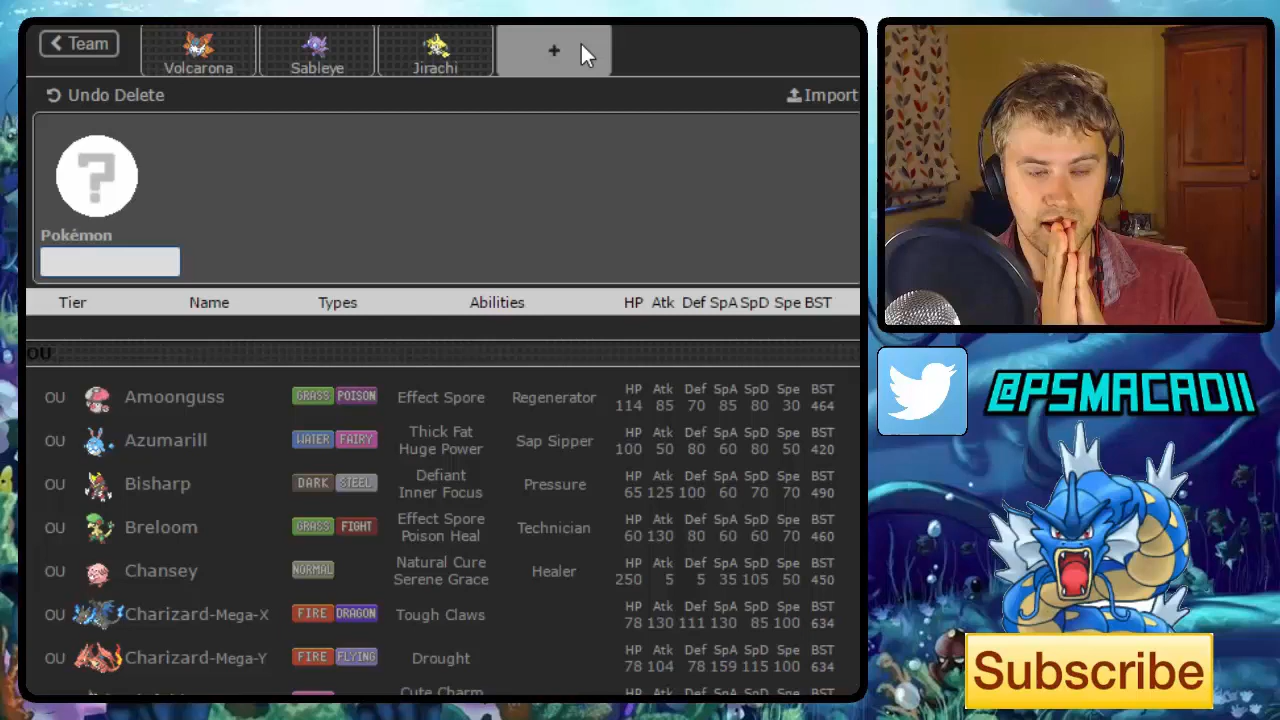 Team
Volcarona
Sableye
Jirachi
+
Undo Delete
Import
?
Pokémon
Tier Name Types Abilities HP Atk Def SpA SpD Spe BST
OU
OU Amoonguss GRASS POISON Effect Spore Regenerator HP 114 Atk 85 Def 70 SpA 85 SpD 80 Spe 30 BST 464
OU Azumarill WATER FAIRY Thick Fat Huge Power Sap Sipper HP 100 Atk 50 Def 80 SpA 60 SpD 80 Spe 50 BST 420
OU Bisharp DARK STEEL Defiant Inner Focus Pressure HP 65 Atk 125 Def 100 SpA 60 SpD 70 Spe 70 BST 490
OU Breloom GRASS FIGHT Effect Spore Poison Heal Technician HP 60 Atk 130 Def 80 SpA 60 SpD 60 Spe 70 BST 460
OU Chansey NORMAL Natural Cure Serene Grace Healer HP 250 Atk 5 Def 5 SpA 35 SpD 105 Spe 50 BST 450
OU Charizard-Mega-X FIRE DRAGON Tough Claws HP 78 Atk 130 Def 111 SpA 130 SpD 85 Spe 100 BST 634
OU Charizard-Mega-Y FIRE FLYING Drought HP 78 Atk 104 Def 78 SpA 159 SpD 115 Spe 100 BST 634
Cute Charm HP Atk Def SpA SpD Spe BST
@PSMACADII
Subscribe